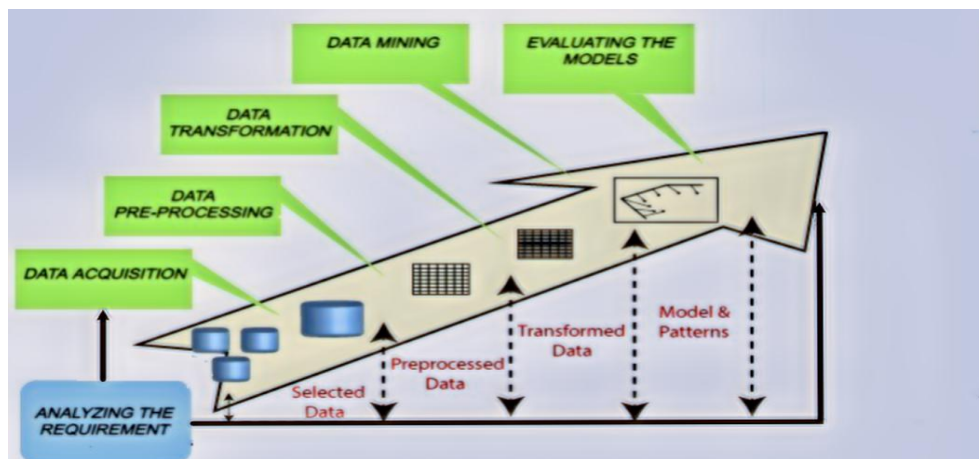 DATA MINING
EVALUATING THE
MODELS
DATA
TRANSFORMATION
DATA
PRE-PROCESSING
DATA ACQUISITION
ANALYZING THE
REQUIREMENT
Selected
Data
Preprocessed
Data
Transformed
Data
Model &
Patterns